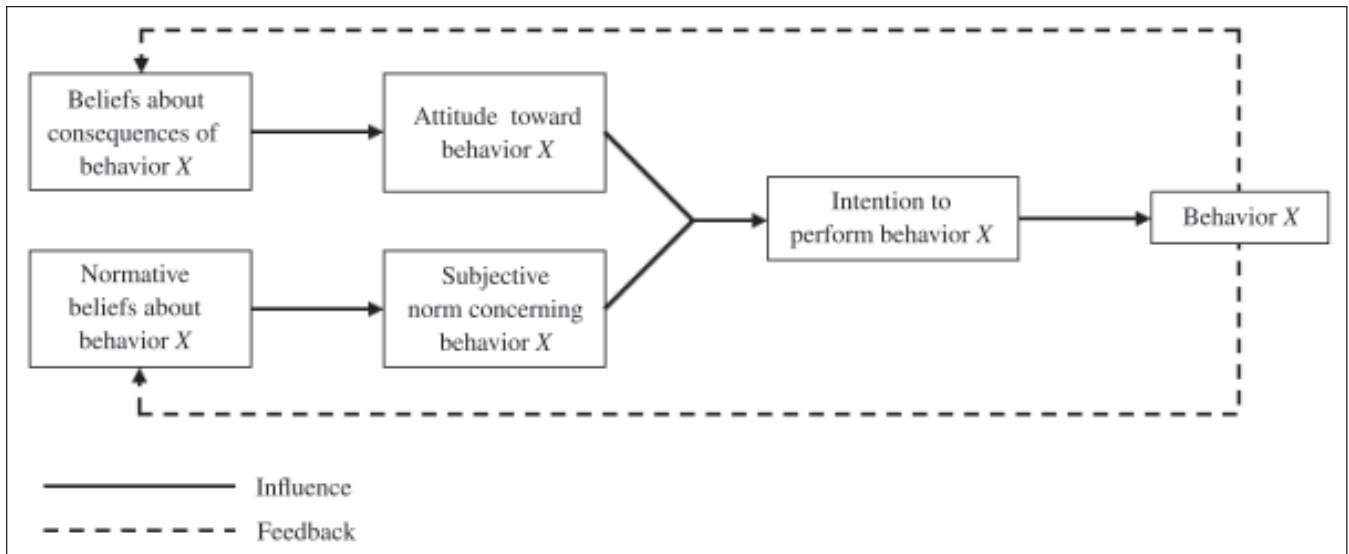 Beliefs about
consequences of
behavior X
Attitude toward
behavior X
Normative
beliefs about
behavior X
Subjective
norm concerning
behavior X
Intention to
perform behavior X
Behavior X
Influence
Feedback